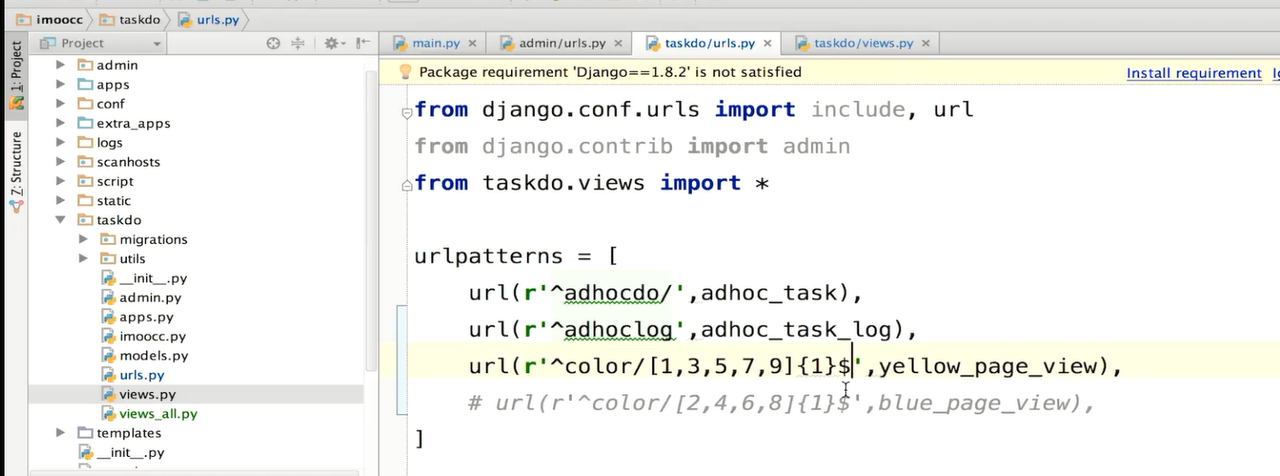 imoocc taskdo urls.py
1: Project
Project
main.py admin/urls.py taskdo/urls.py taskdo/views.py
Package requirement 'Django==1.8.2' is not satisfied Install requirement
admin
apps
conf
extra_apps
logs
scanhosts
script
static
taskdo
migrations
utils
__init__.py
admin.py
apps.py
imoocc.py
models.py
urls.py
views.py
views_all.py
templates
__init__.py
7: Structure
from django.conf.urls import include, url
from django.contrib import admin
from taskdo.views import *
urlpatterns = [
url(r'^adhocdo/',adhoc_task),
url(r'^adhoclog',adhoc_task_log),
url(r'^color/[1,3,5,7,9]{1}$',yellow_page_view),
# url(r'^color/[2,4,6,8]{1}$',blue_page_view),
]